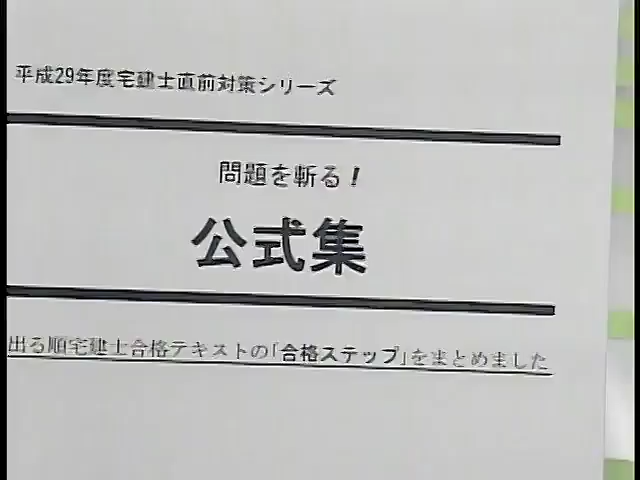 平成29年度宅建士直前対策シリーズ
問題を斬る!
公式集
出る順宅建士合格テキストの「合格ステップ」をまとめました